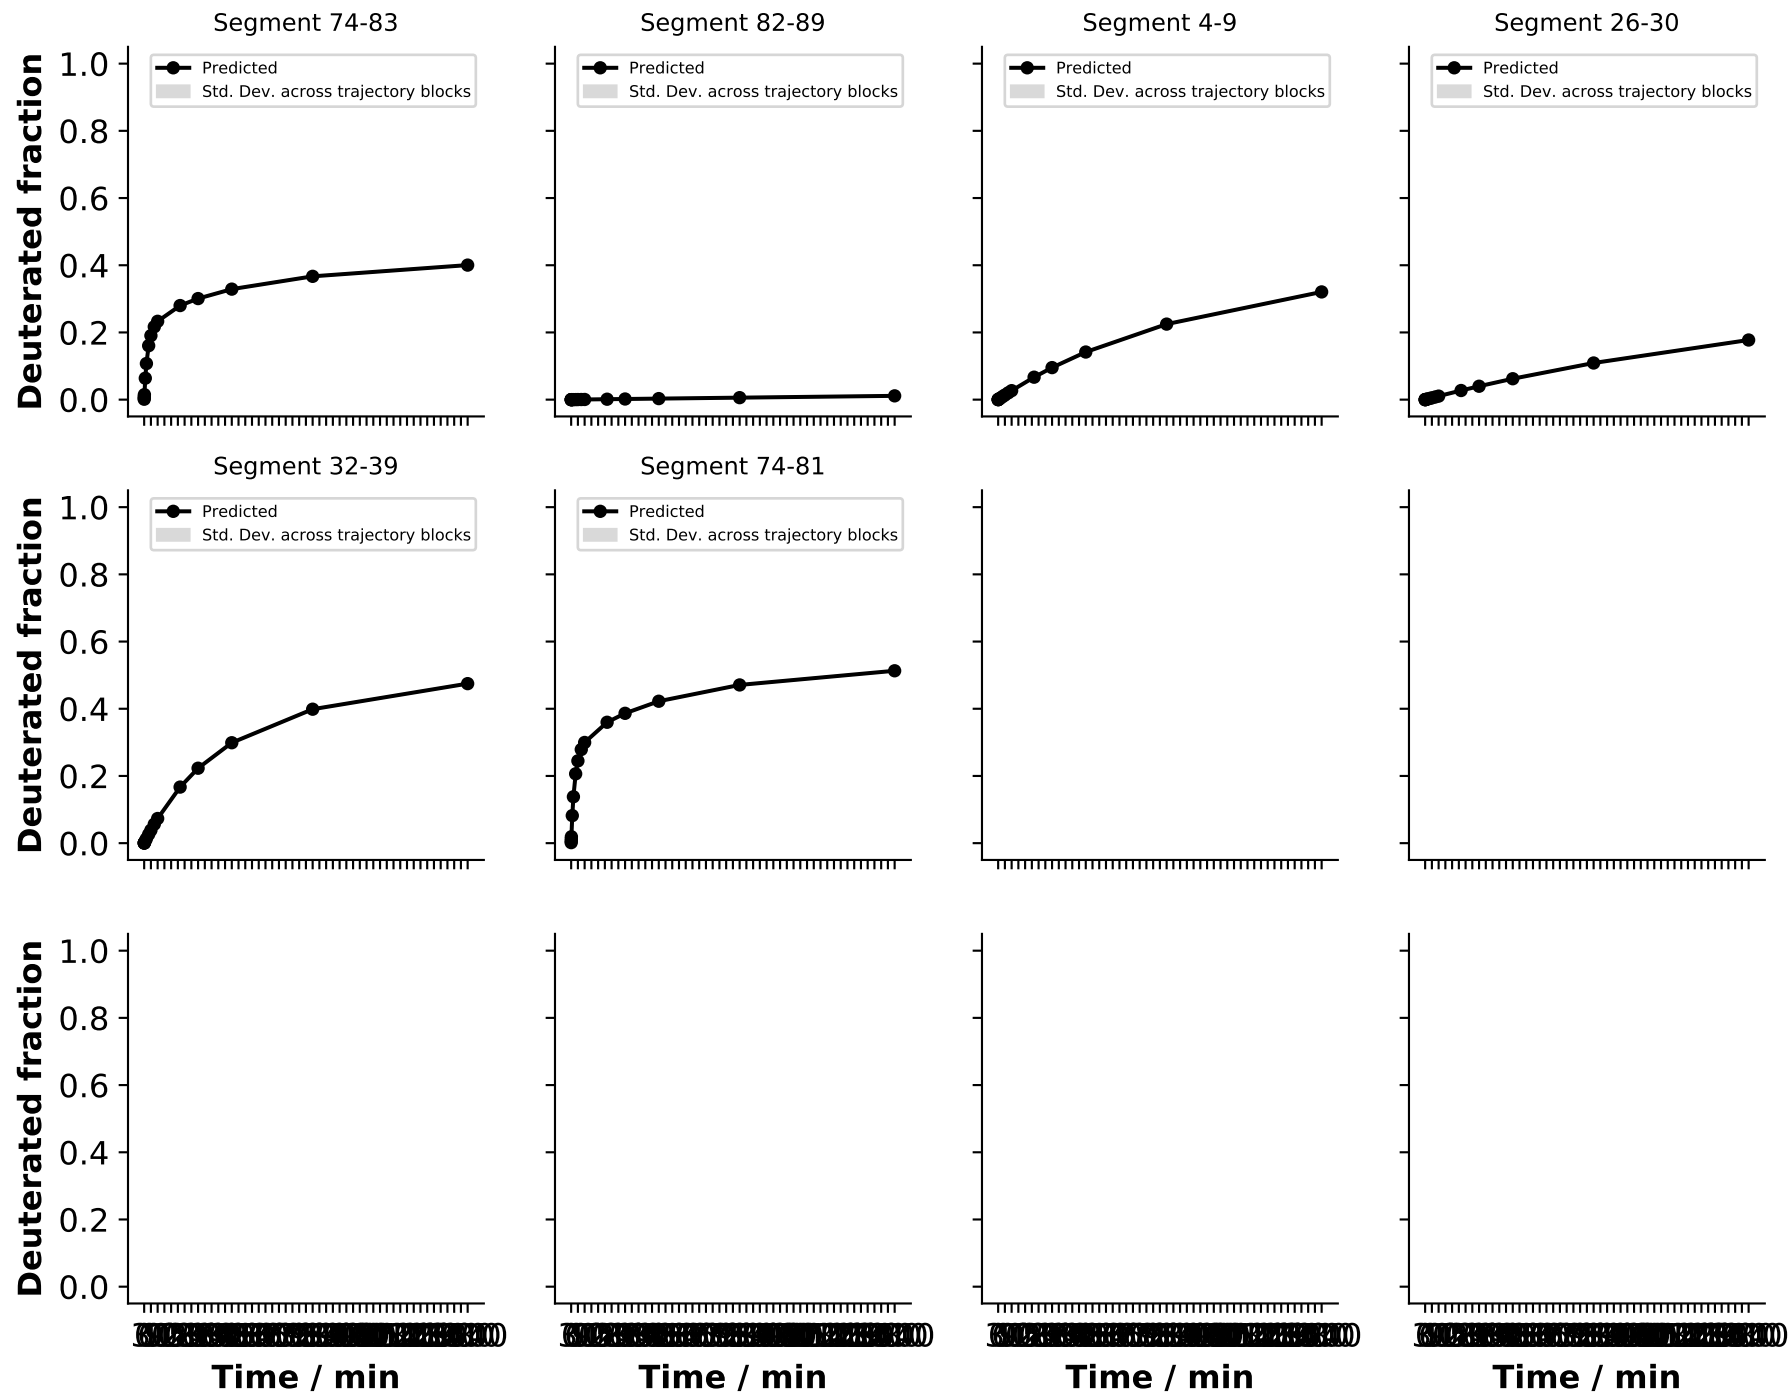 Segment 74-83
Segment 82-89
Segment 4-9
Segment 26-30
Deuterated fraction
1.0
0.8
0.6
0.4
0.2
0.0
Predicted
Std. Dev. across trajectory blocks
Predicted
Std. Dev. across trajectory blocks
Predicted
Std. Dev. across trajectory blocks
Predicted
Std. Dev. across trajectory blocks
Segment 32-39
Segment 74-81
Deuterated fraction
1.0
0.8
0.6
0.4
0.2
0.0
Predicted
Std. Dev. across trajectory blocks
Predicted
Std. Dev. across trajectory blocks
Deuterated fraction
1.0
0.8
0.6
0.4
0.2
0.0
Time / min
Time / min
Time / min
Time / min